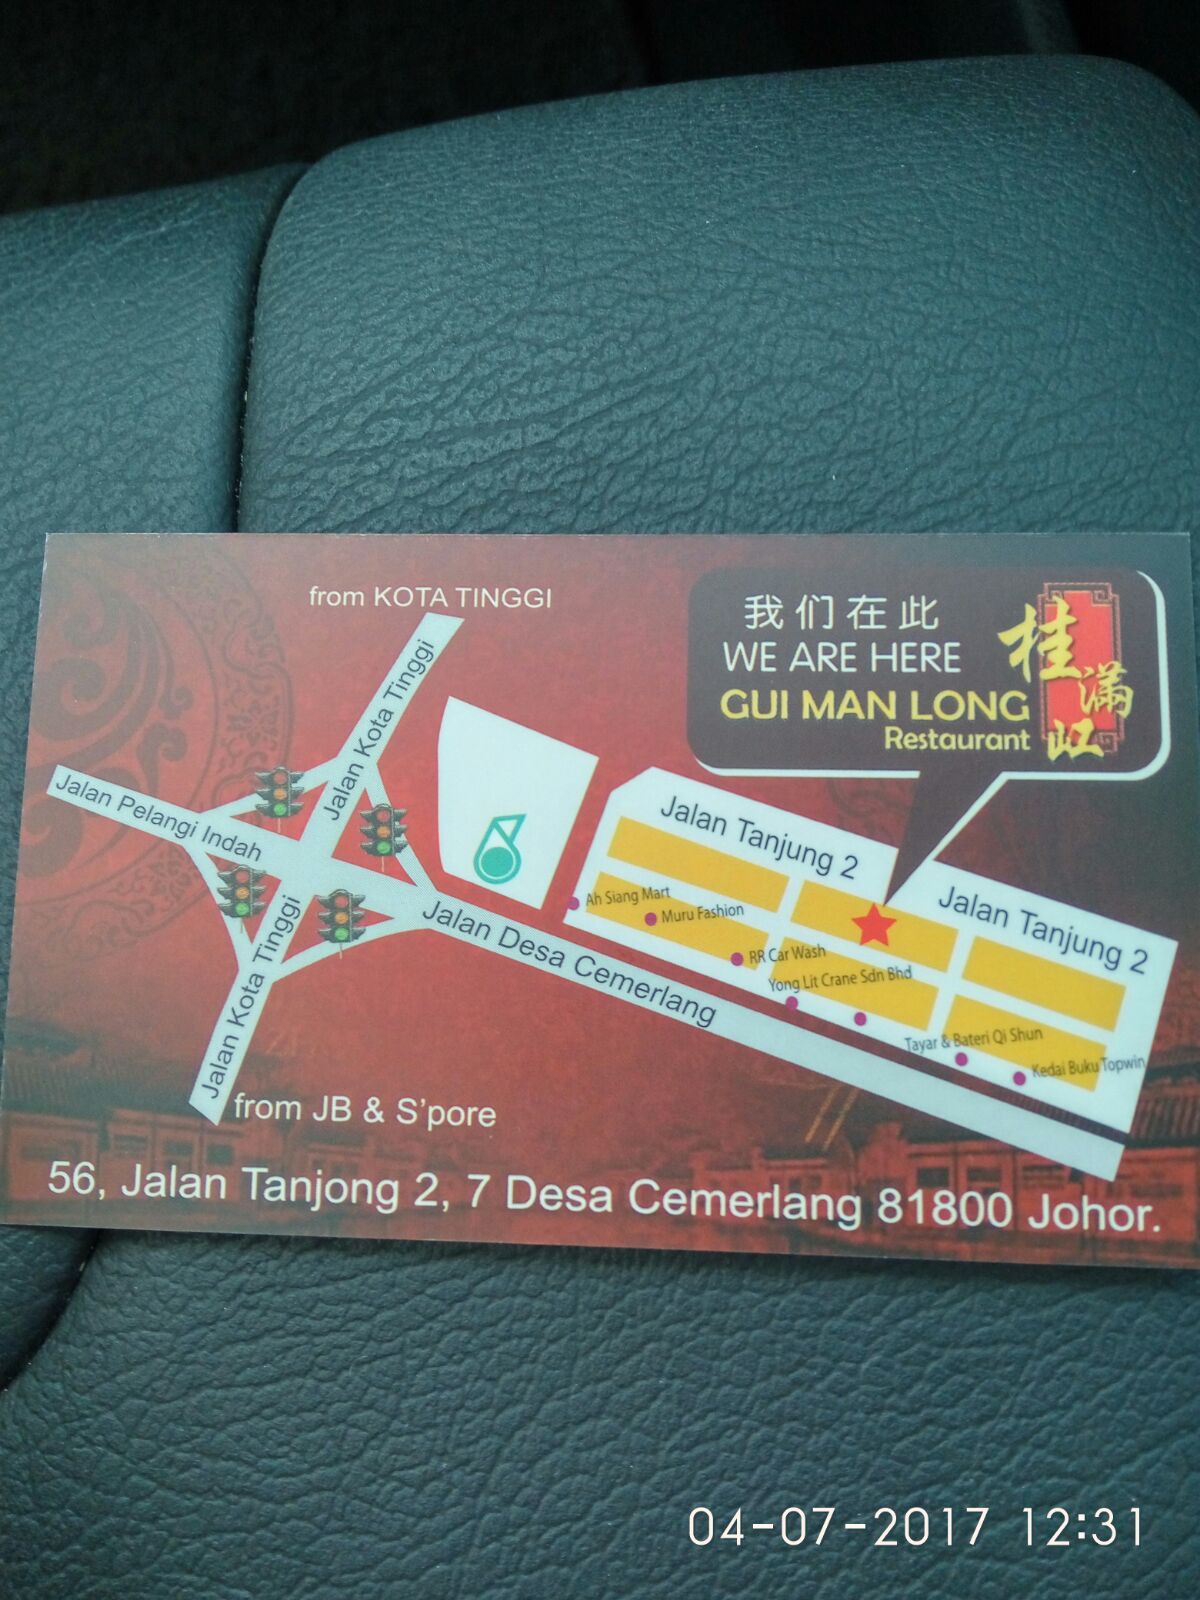 from KOTA TINGGI
我们在此
WE ARE HERE
GUI MAN LONG
Restaurant
桂
滿
虹
Jalan Kota Tinggi
Jalan Pelangi Indah
Jalan Kota Tinggi
Jalan Desa Cemerlang
Jalan Tanjung 2
Jalan Tanjung 2
Ah Siang Mart
Muru Fashion
RR Car Wash
Yong Lit Crane Sdn Bhd
Tayar & Bateri Qi Shun
Kedai Buku Topwin
from JB & S'pore
56, Jalan Tanjong 2, 7 Desa Cemerlang 81800 Johor.
04-07-2017 12:31